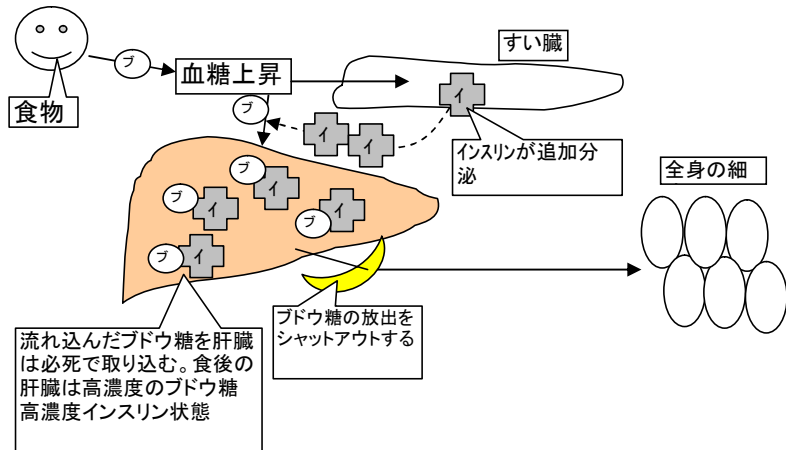 すい臓
ブ
血糖上昇
食物
ブ
イ
イ
イ
インスリンが追加分
泌
全身の細
ブ
イ
ブ
イ
ブ
イ
ブ
イ
流れ込んだブドウ糖を肝臓
は必死で取り込む。食後の
肝臓は高濃度のブドウ糖
高濃度インスリン状態
ブドウ糖の放出を
シャットアウトする